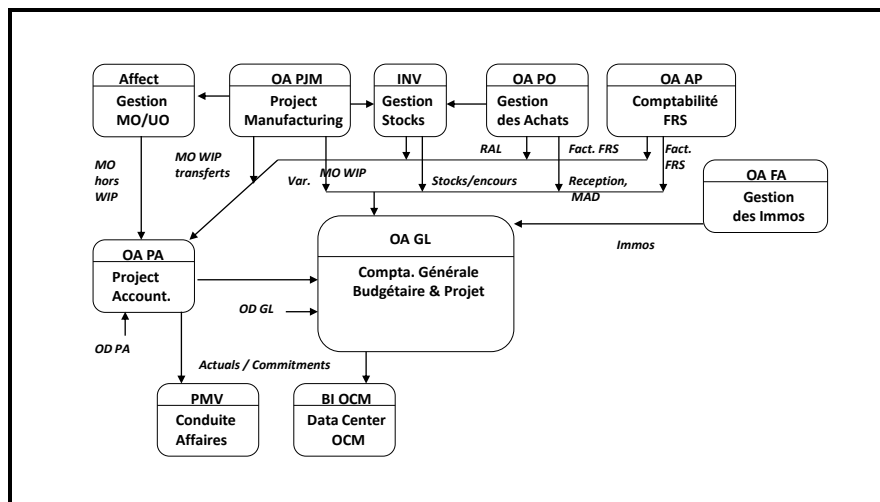 Affect
Gestion
MO/UO
OA PJM
Project
Manufacturing
INV
Gestion
Stocks
OA PO
Gestion
des Achats
OA AP
Comptabilité
FRS
MO
hors
WIP
MO WIP
transferts
Var.
MO WIP
RAL
Stocks/encours
Fact. FRS
Reception,
MAD
Fact.
FRS
OA FA
Gestion
des Immos
Immos
OA PA
Project
Account.
OA GL
Compta. Générale
Budgétaire & Projet
OD GL
OD PA
Actuals / Commitments
PMV
Conduite
Affaires
BI OCM
Data Center
OCM